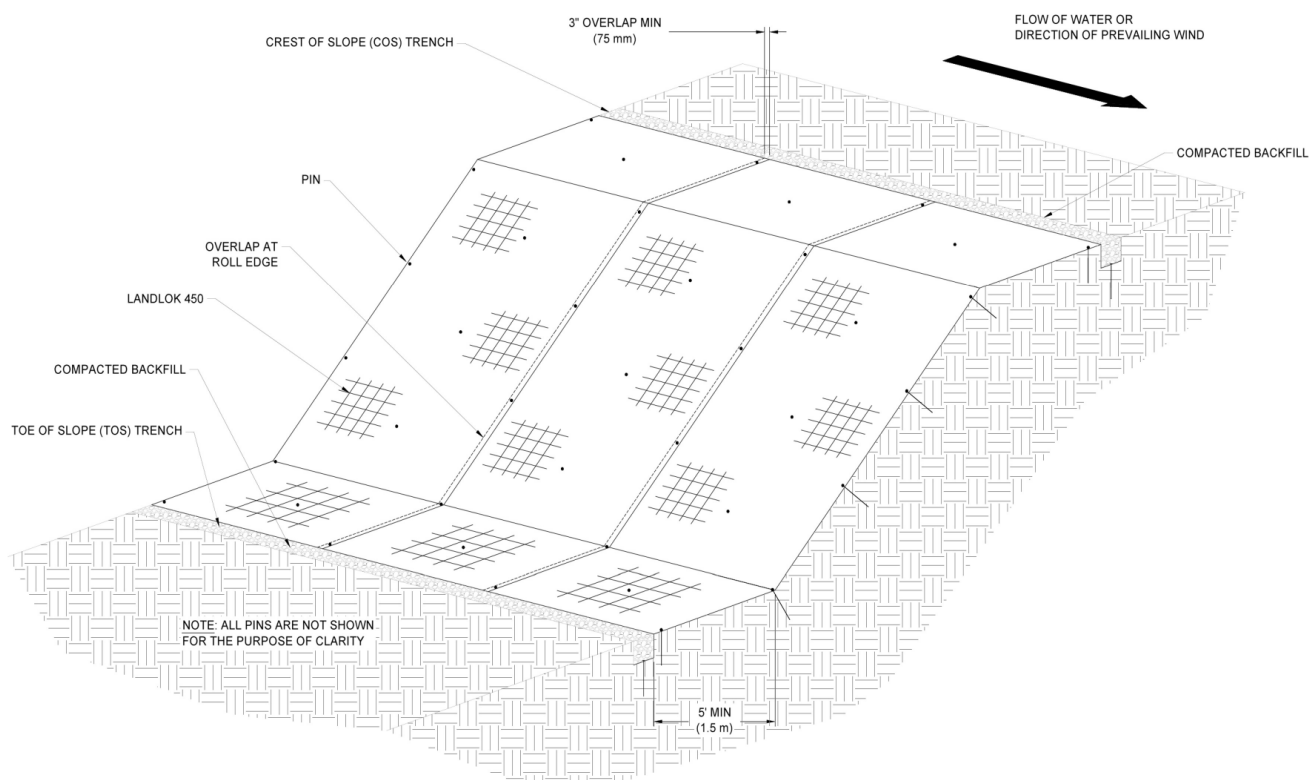 3" OVERLAP MIN
(75 mm)
FLOW OF WATER OR
DIRECTION OF PREVAILING WIND
CREST OF SLOPE (COS) TRENCH
COMPACTED BACKFILL
PIN
OVERLAP AT
ROLL EDGE
LANDLOK 450
COMPACTED BACKFILL
TOE OF SLOPE (TOS) TRENCH
NOTE: ALL PINS ARE NOT SHOWN
FOR THE PURPOSE OF CLARITY
5' MIN
(1.5 m)